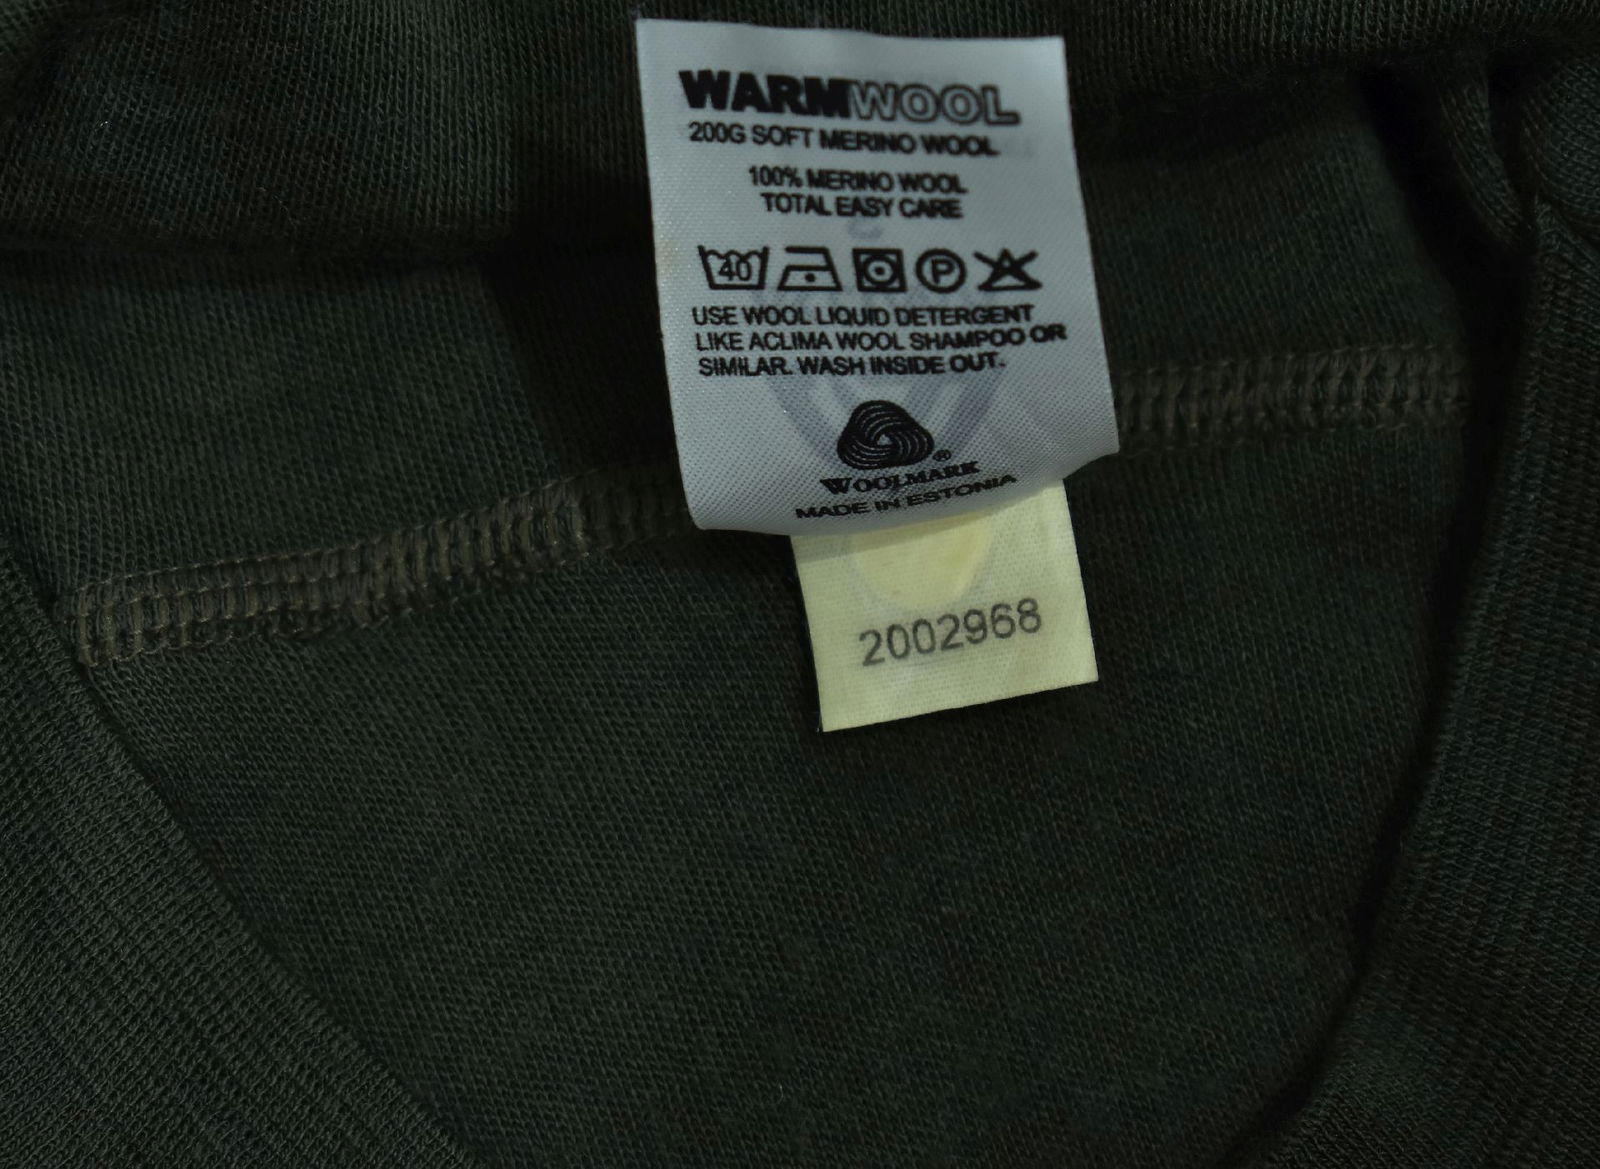 WARMWOOL
200G SOFT MERINO WOOL
100% MERINO WOOL
TOTAL EASY CARE
40 P
USE WOOL LIQUID DETERGENT
LIKE ACLIMA WOOL SHAMPOO OR
SIMILAR. WASH INSIDE OUT.
®
WOOLMARK
MADE IN ESTONIA
2002968